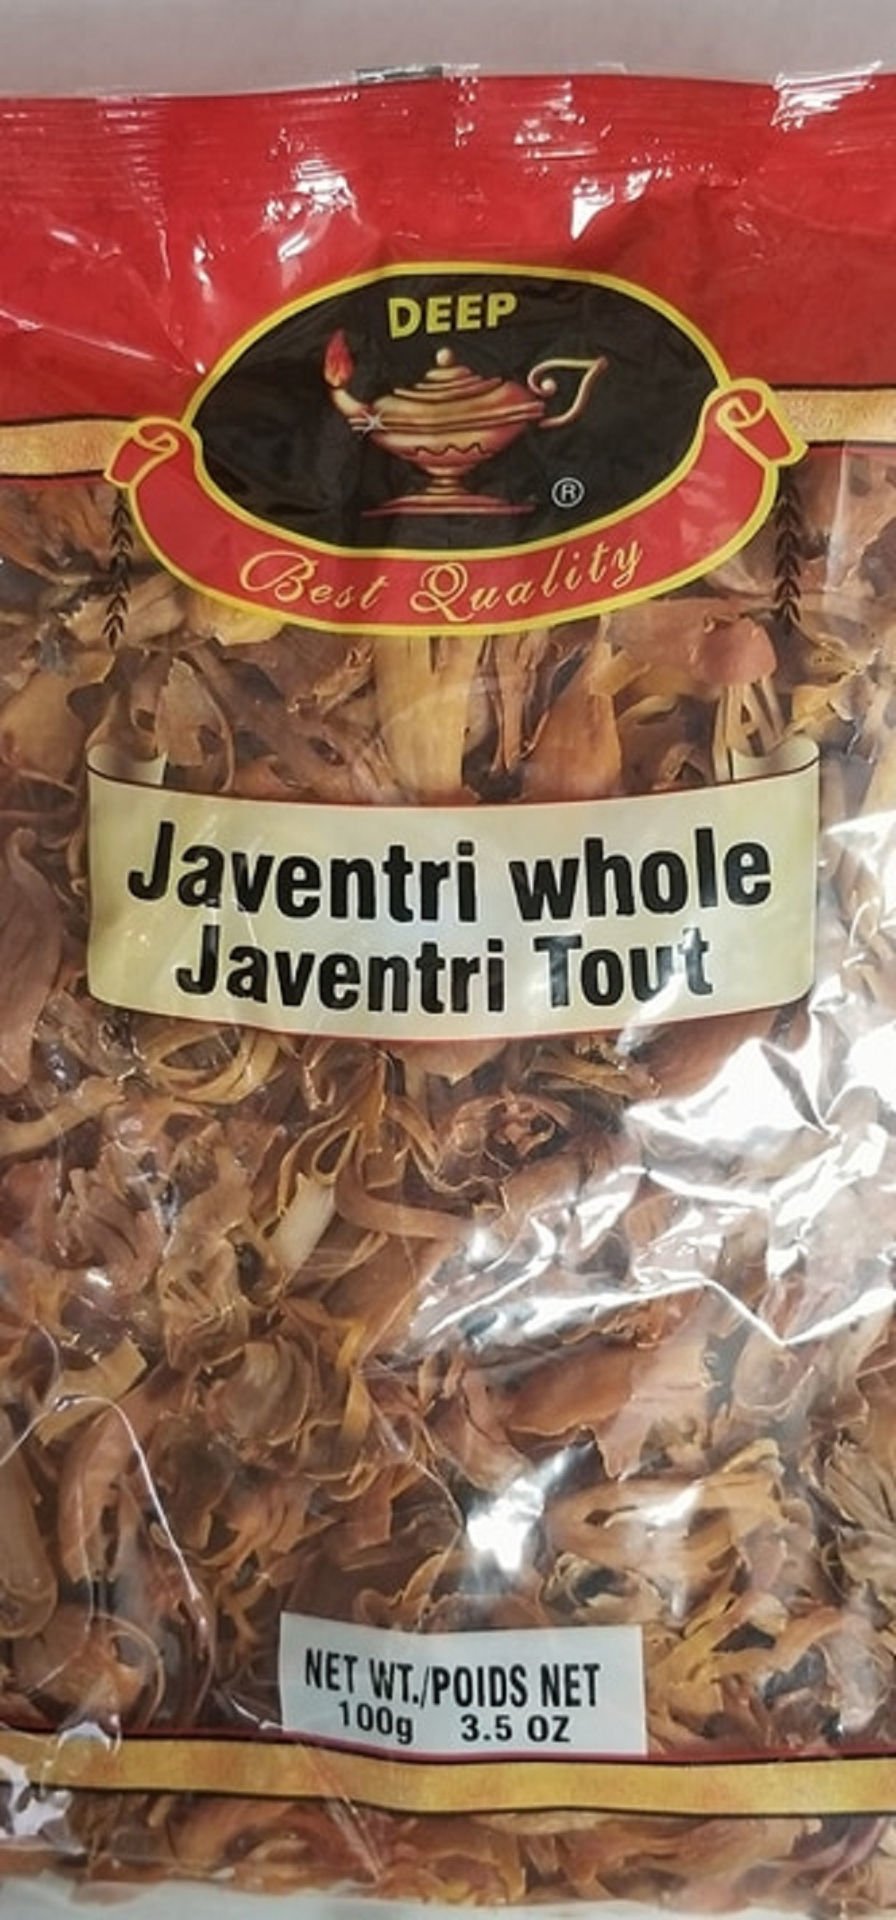 DEEP
®
Best Quality
Javentri whole
Javentri Tout
NET WT./POIDS NET
100g 3.5 OZ